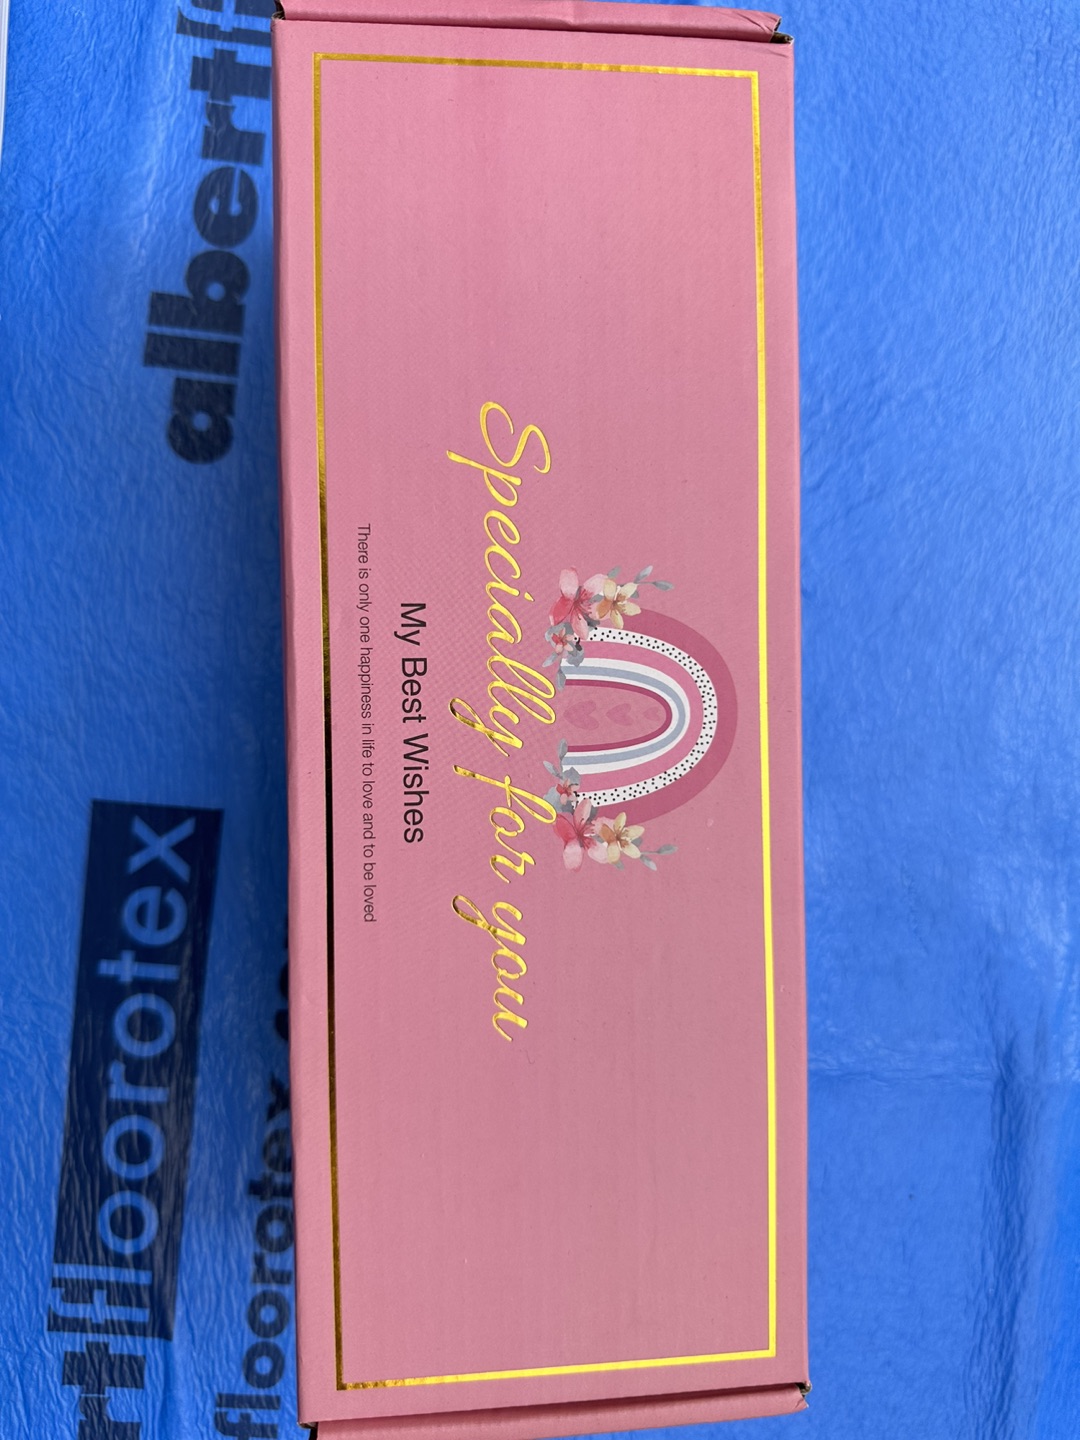 Specially for you
My Best Wishes
There is only one happiness in life to love and to be loved
albert
floorotex
floorotex